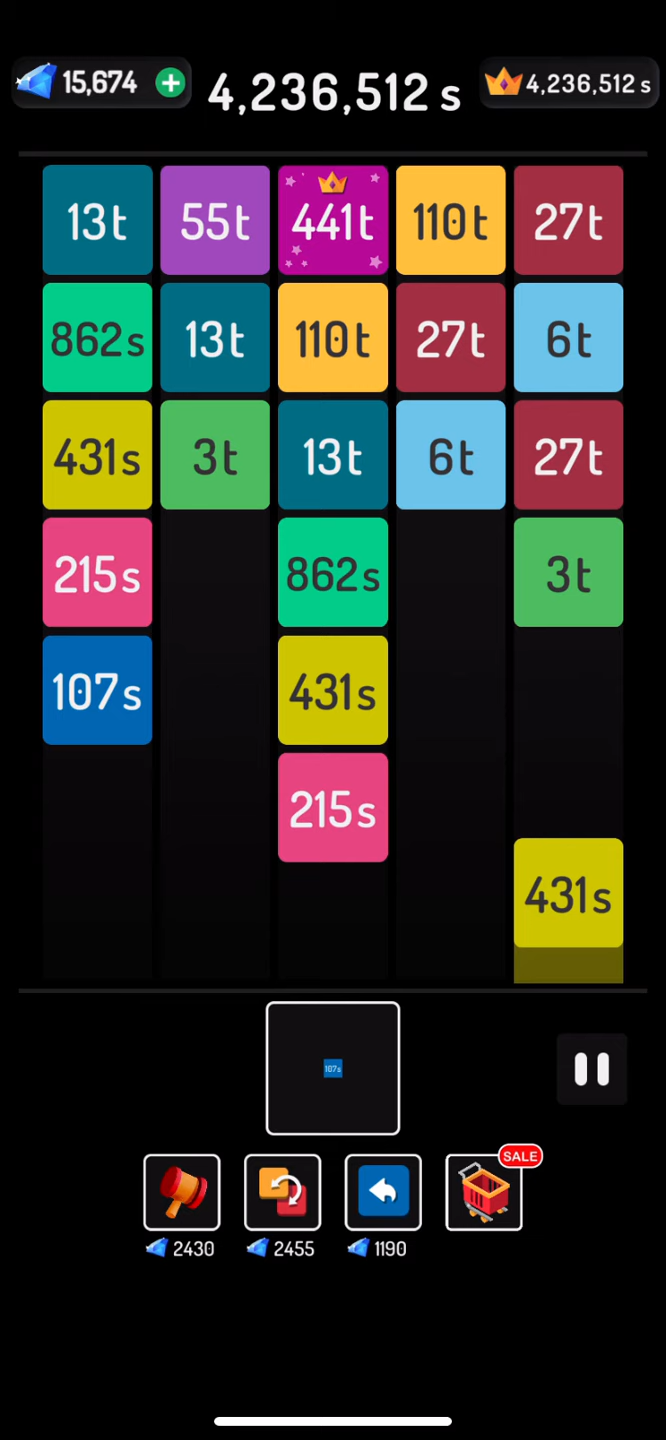 15,674
4,236,512 s
4,236,512 s
13t 55t 441t 110t 27t
862s 13t 110t 27t 6t
431s 3t 13t 6t 27t
215s 862s 3t
107s 431s
215s
431s
107s
SALE
2430 2455 1190